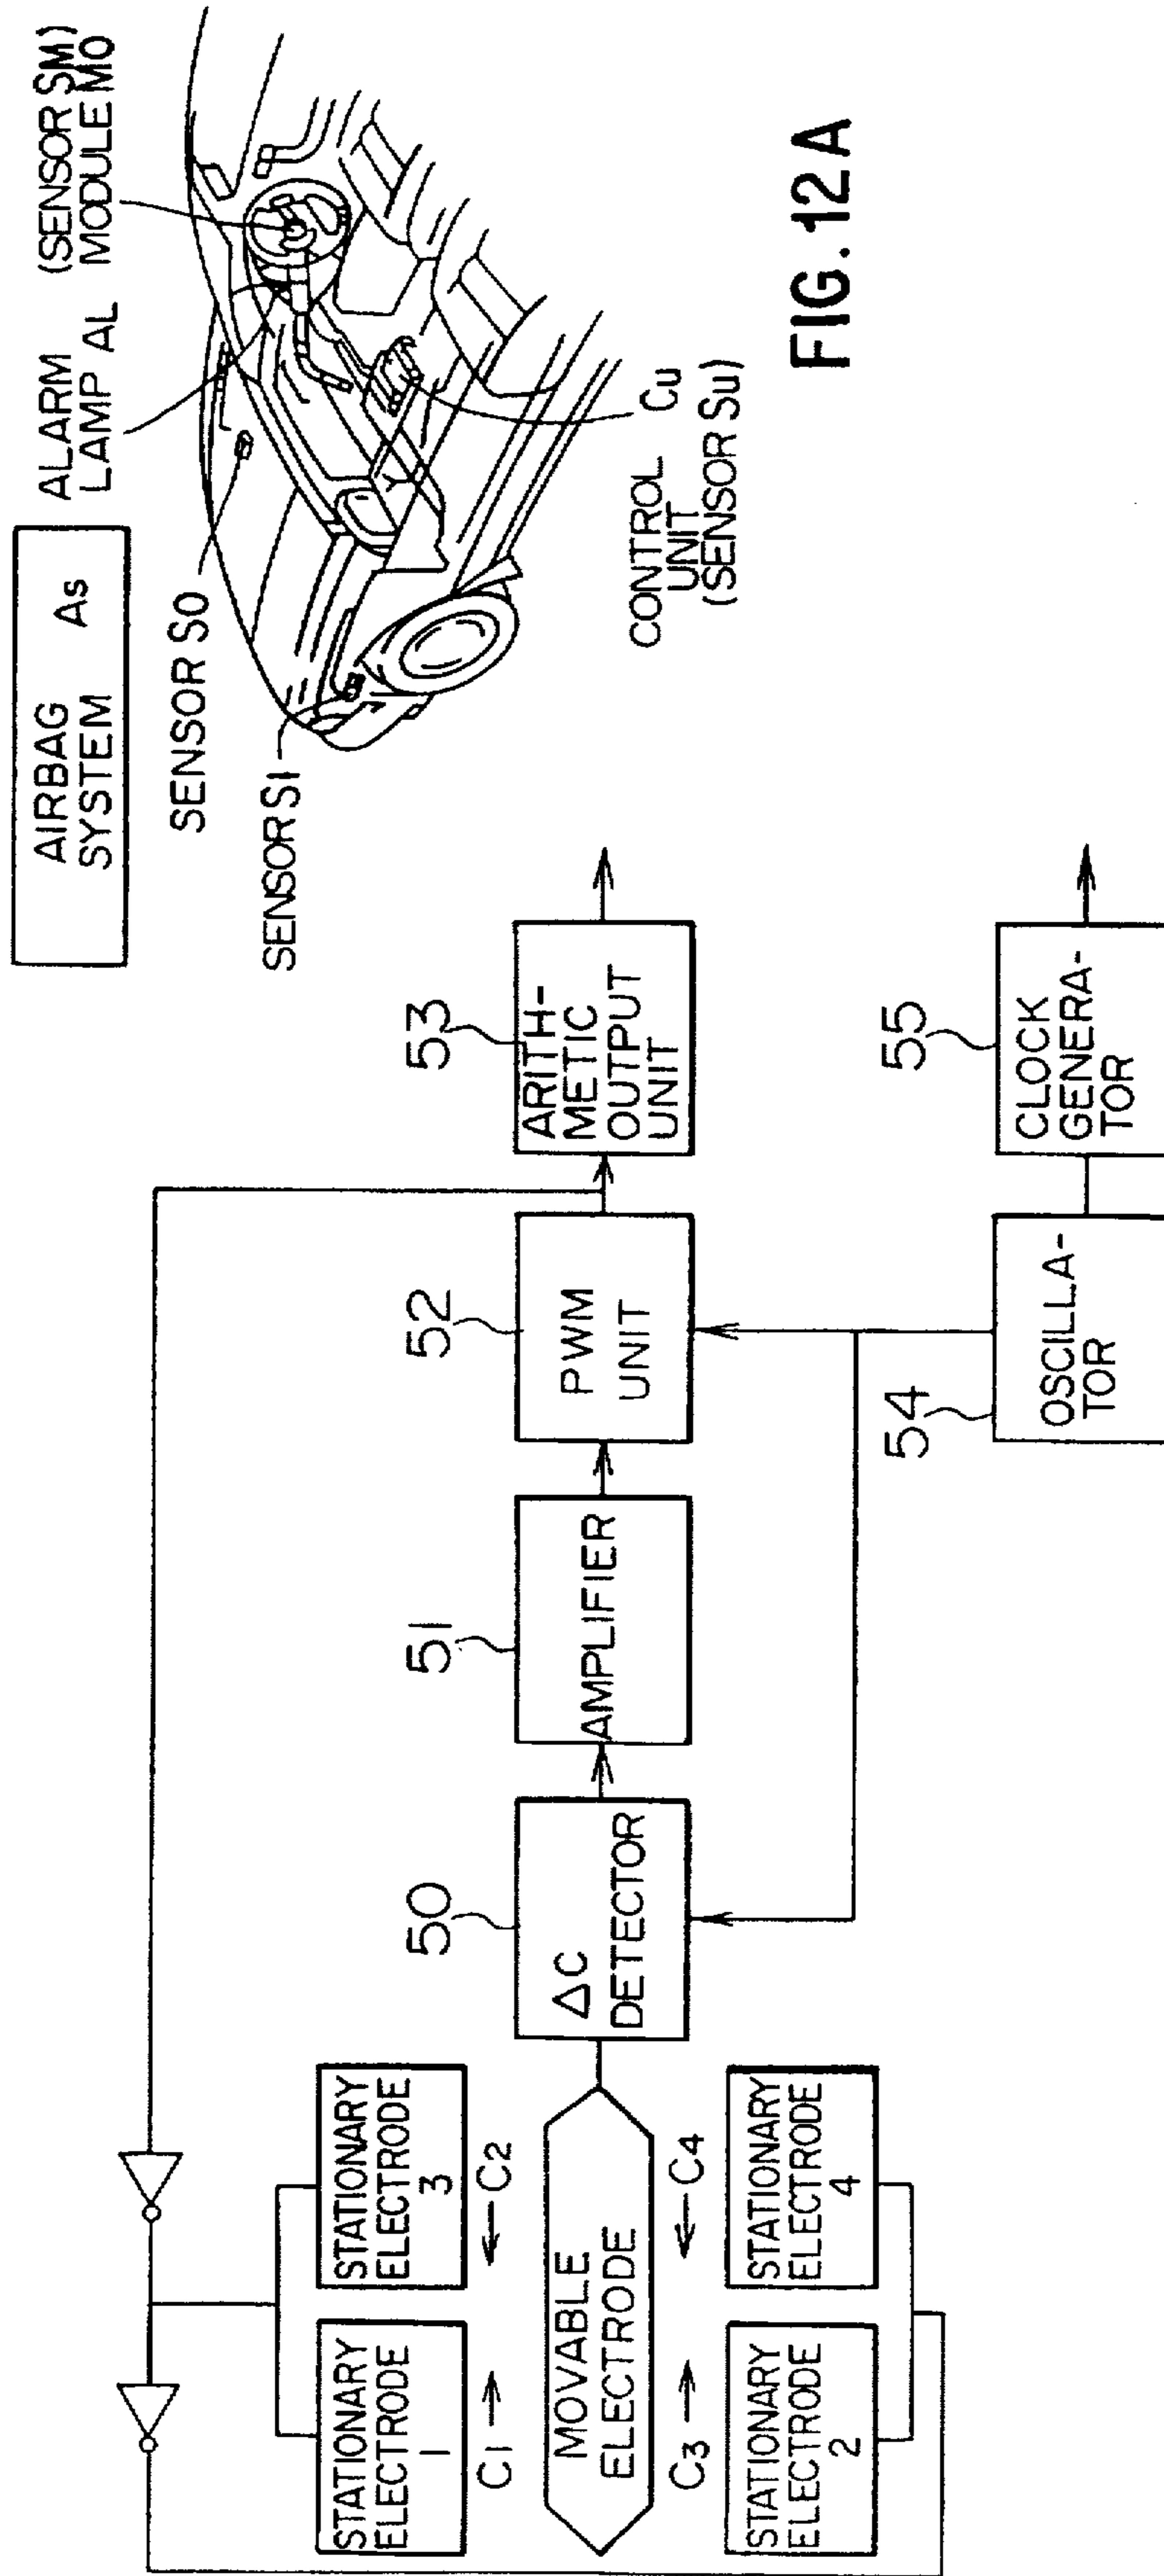 AIRBAG
SYSTEM As
ALARM
LAMP AL
(SENSOR SM)
MODULE MO
SENSOR SO
SENSOR S1
Cu
CONTROL
UNIT
(SENSOR Su)
FIG. 12A
STATIONARY
ELECTRODE
1
STATIONARY
ELECTRODE
3
C1
C2
MOVABLE
ELECTRODE
C3
C4
STATIONARY
ELECTRODE
2
STATIONARY
ELECTRODE
4
50
ΔC
DETECTOR
51
AMPLIFIER
52
PWM
UNIT
53
ARITH-
METIC
OUTPUT
UNIT
54
OSCILLA-
TOR
55
CLOCK
GENERA-
TOR